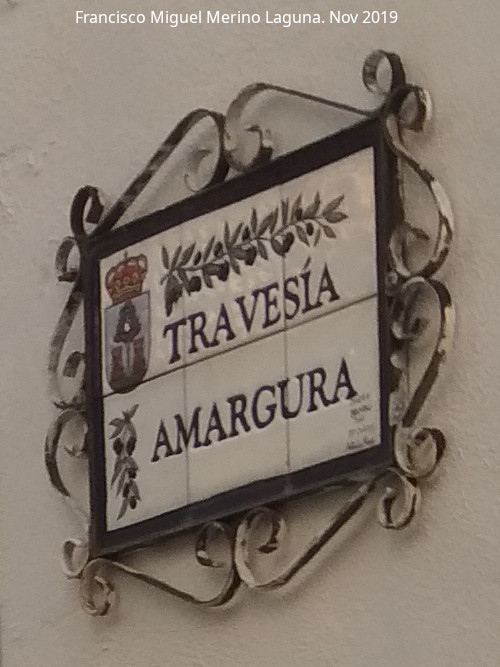 Francisco Miguel Merino Laguna. Nov 2019
TRAVESÍA
AMARGURA